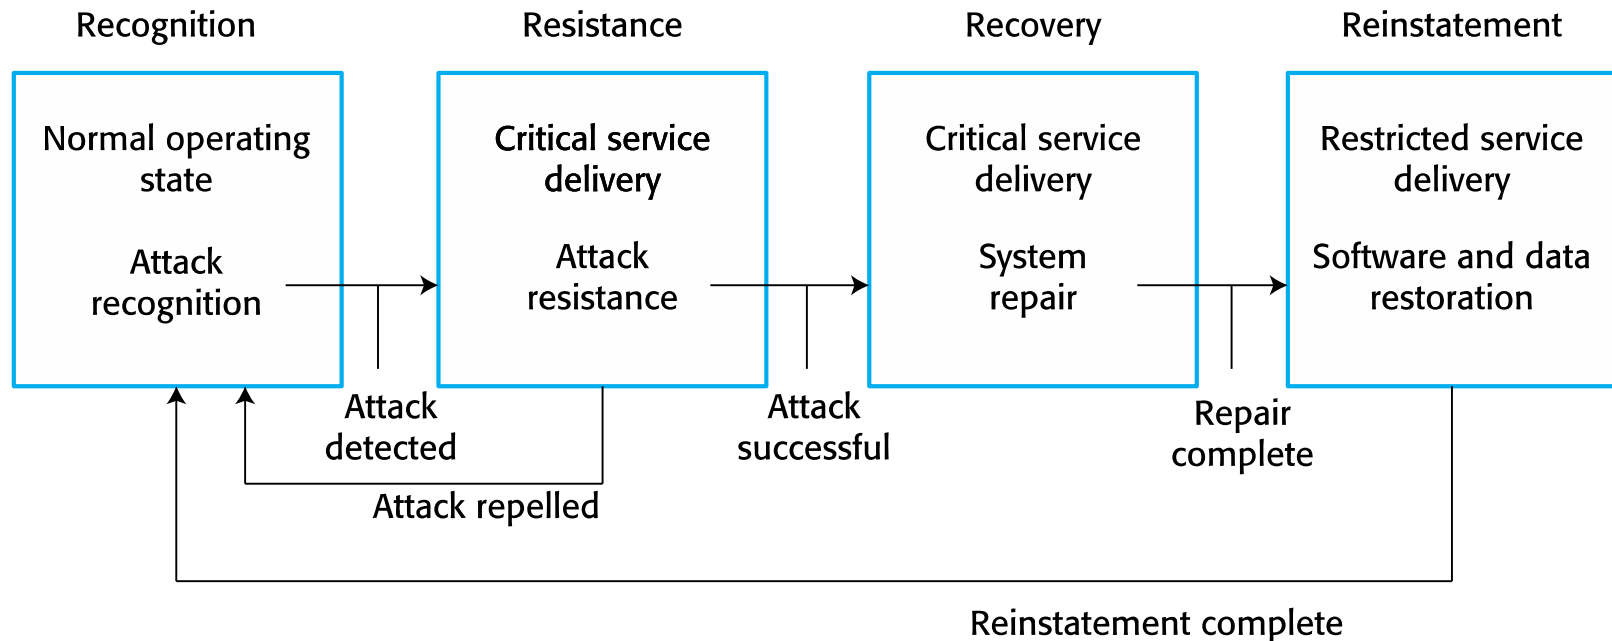 Recognition
Resistance
Recovery
Reinstatement
Normal operating
state
Attack
recognition
Critical service
delivery
Attack
resistance
Critical service
delivery
System
repair
Restricted service
delivery
Software and data
restoration
Attack
detected
Attack
successful
Repair
complete
Attack repelled
Reinstatement complete